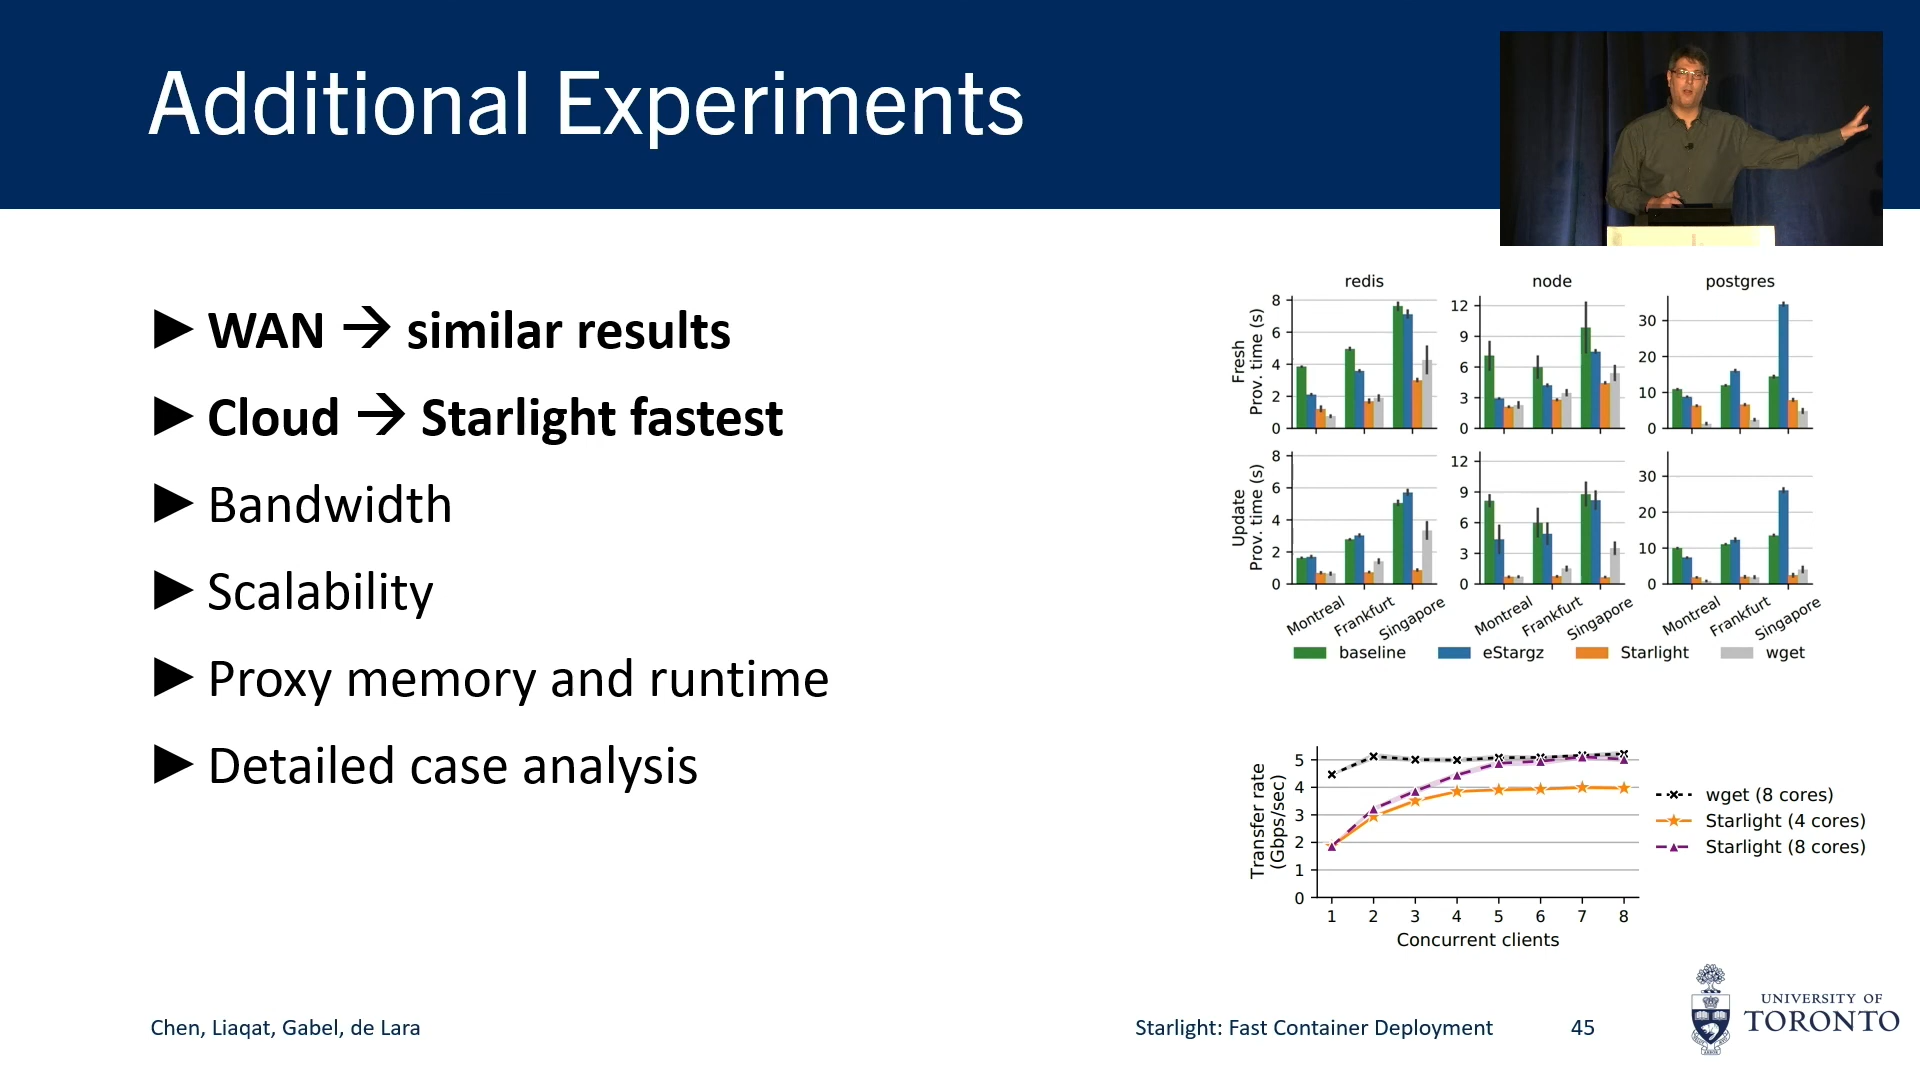 Additional Experiments
► WAN → similar results
► Cloud → Starlight fastest
► Bandwidth
► Scalability
► Proxy memory and runtime
► Detailed case analysis
redis node postgres
Fresh
Prov. time (s)
8
6
4
2
0
12
9
6
3
0
30
20
10
0
Update
Prov. time (s)
8
6
4
2
0
12
9
6
3
0
30
20
10
0
Montreal Frankfurt Singapore Montreal Frankfurt Singapore Montreal Frankfurt Singapore
baseline eStargz Starlight wget
Transfer rate
(Gbps/sec)
5
4
3
2
1
0
1 2 3 4 5 6 7 8
Concurrent clients
wget (8 cores)
Starlight (4 cores)
Starlight (8 cores)
Chen, Liaqat, Gabel, de Lara
Starlight: Fast Container Deployment 45
UNIVERSITY OF
TORONTO